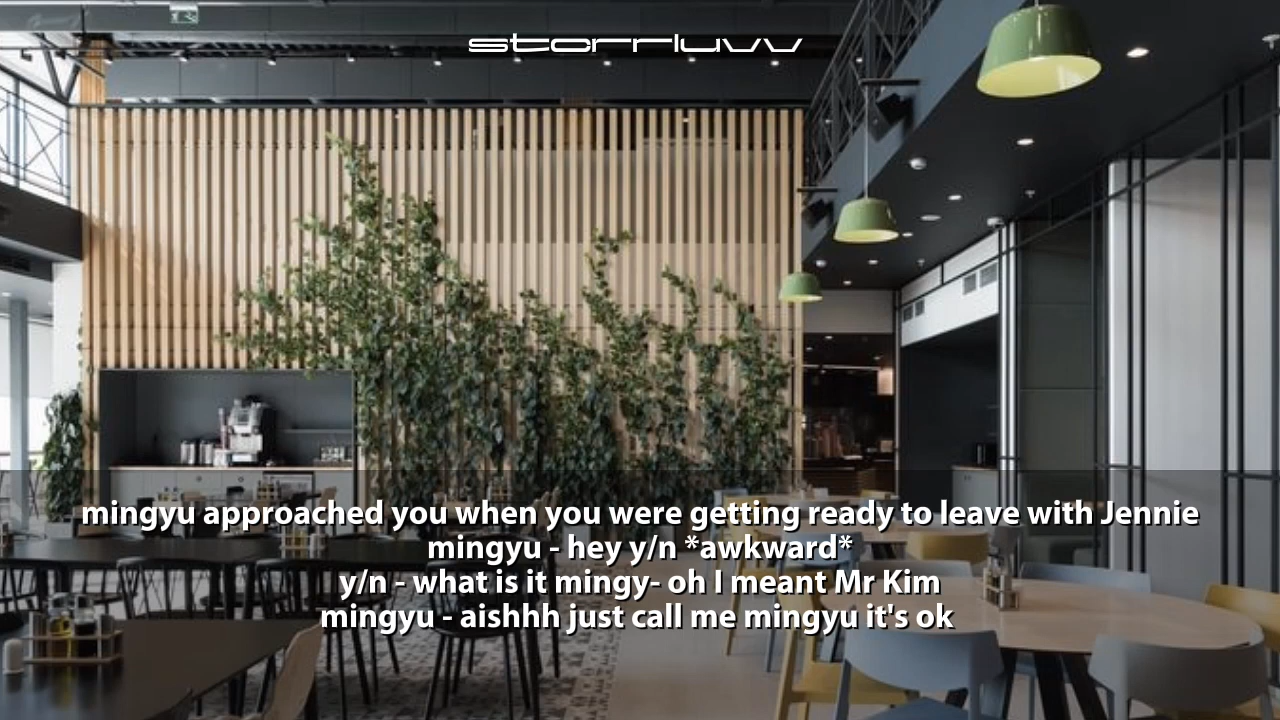 starrluvv
mingyu approached you when you were getting ready to leave with Jennie
mingyu - hey y/n *awkward*
y/n - what is it mingy- oh I meant Mr Kim
mingyu - aishhh just call me mingyu it's ok